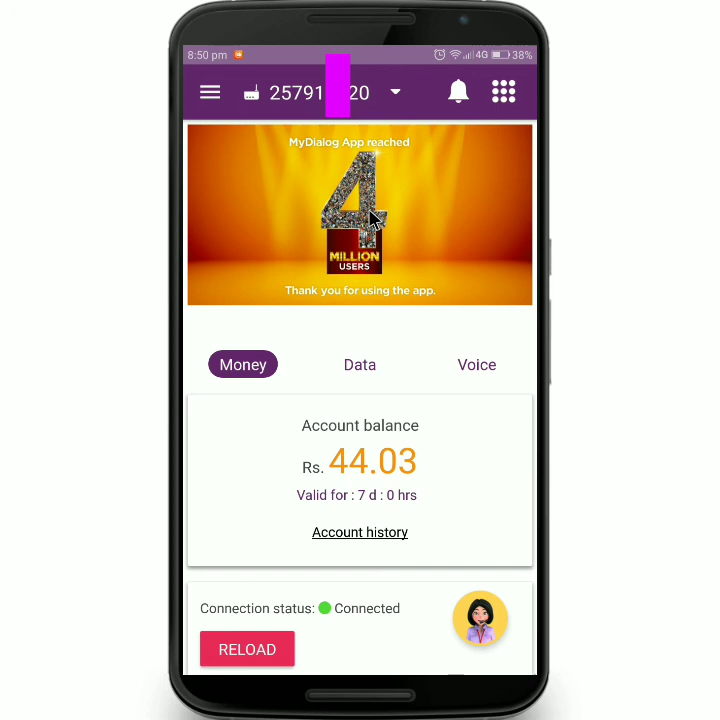 8:50 pm 4G 38%
25791 20
MyDialog App reached
4
MILLION
USERS
Thank you for using the app.
Money Data Voice
Account balance
Rs. 44.03
Valid for : 7 d : 0 hrs
Account history
Connection status: Connected
RELOAD